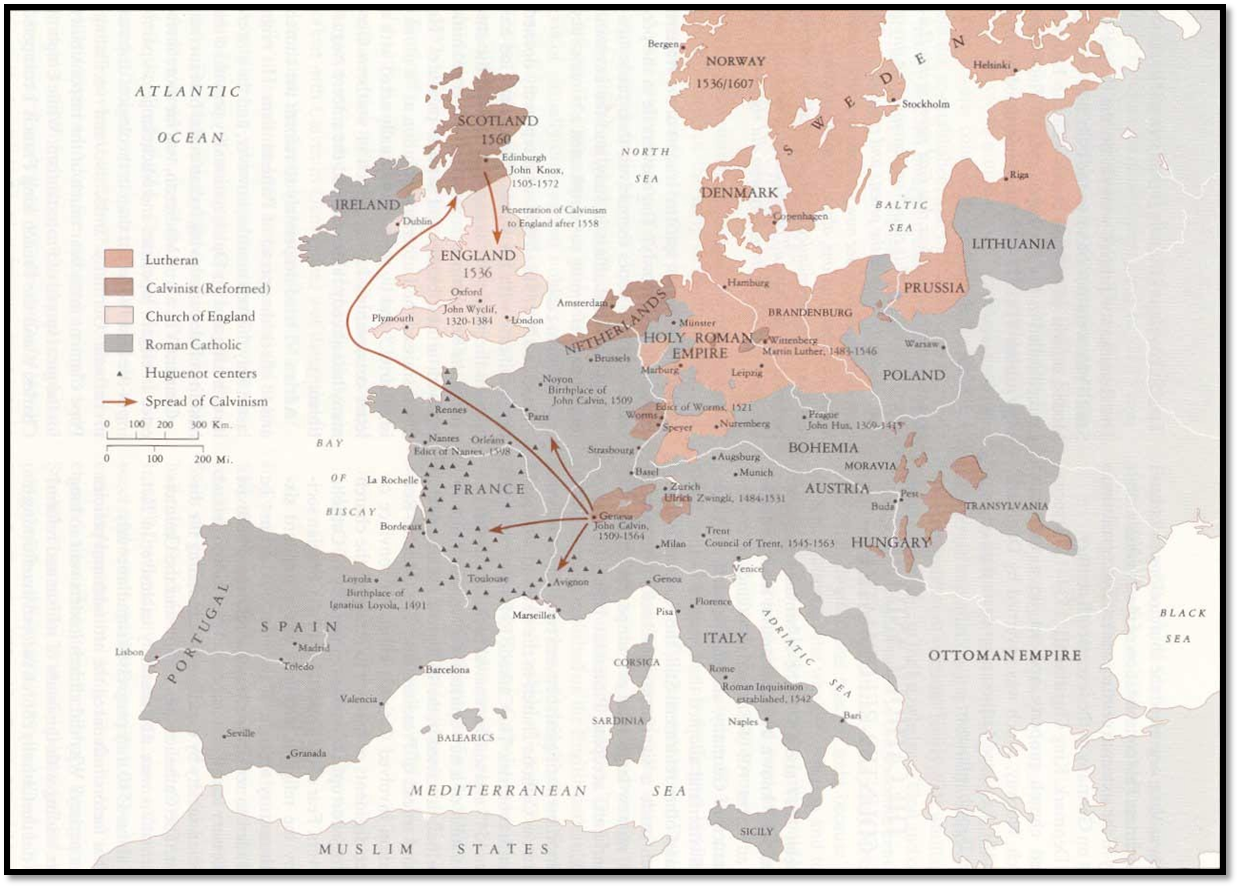 Bergen
NORWAY
1536/1607
SWEDEN
Helsinki
Stockholm
ATLANTIC
OCEAN
SCOTLAND
1560
Edinburgh
John Knox,
1505-1572
NORTH
SEA
Riga
IRELAND
Dublin
Penetration of Calvinism
to England after 1558
DENMARK
Copenhagen
BALTIC
SEA
LITHUANIA
ENGLAND
1536
Oxford
John Wyclif,
1320-1384
London
Plymouth
Lutheran
Calvinist (Reformed)
Church of England
Roman Catholic
Huguenot centers
Spread of Calvinism
0 100 200 300 Km.
0 100 200 Mi.
Amsterdam
NETHERLANDS
Brussels
Hamburg
BRANDENBURG
PRUSSIA
Münster
HOLY ROMAN
EMPIRE
Wittenberg
Martin Luther, 1483-1546
Marburg
Leipzig
Warsaw
POLAND
Noyon
Birthplace of
John Calvin, 1509
Edict of Worms, 1521
Worms
Speyer
Nuremberg
Prague
John Hus, 1369-1415
Rennes
Paris
Nantes
Orleans
Edict of Nantes, 1598
Strasbourg
Augsburg
Munich
BOHEMIA
MORAVIA
BAY
OF
BISCAY
La Rochelle
FRANCE
Basel
Zurich
Ulrich Zwingli, 1484-1531
AUSTRIA
Buda
Pest
TRANSYLVANIA
Bordeaux
Geneva
John Calvin,
1509-1564
Milan
Trent
Council of Trent, 1545-1563
HUNGARY
Venice
Loyola
Birthplace of
Ignatius Loyola, 1491
Toulouse
Avignon
Marseilles
Genoa
Pisa
Florence
PORTUGAL
SPAIN
Lisbon
Madrid
Toledo
Barcelona
Valencia
Seville
Granada
BALEARICS
CORSICA
SARDINIA
ITALY
Rome
Roman Inquisition
established, 1542
Naples
Bari
ADRIATIC SEA
OTTOMAN EMPIRE
BLACK
SEA
MEDITERRANEAN SEA
SICILY
MUSLIM STATES